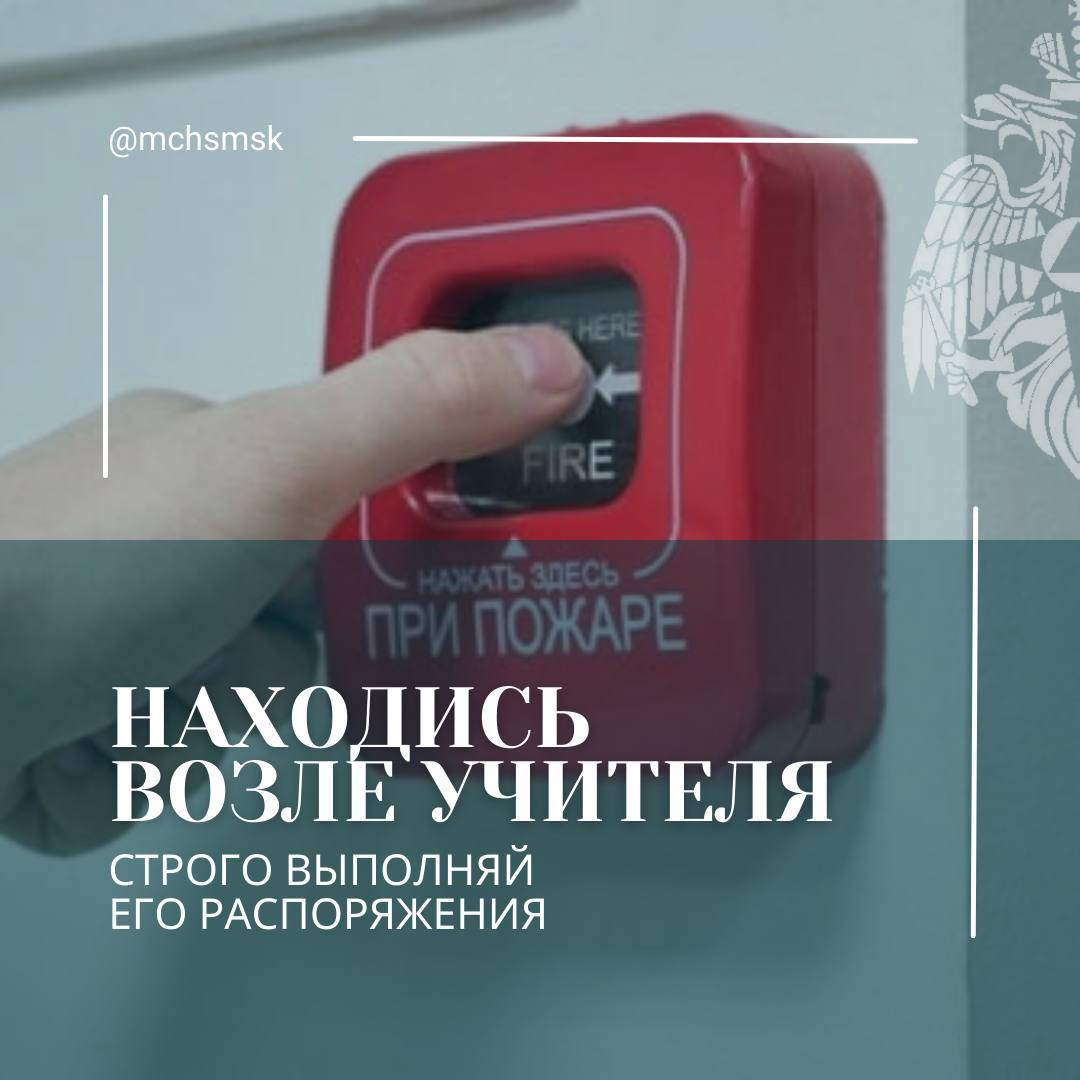 @mchsmsk
HERE
FIRE
НАЖАТЬ ЗДЕСЬ
ПРИ ПОЖАРЕ
НАХОДИСЬ
ВОЗЛЕ УЧИТЕЛЯ
СТРОГО ВЫПОЛНЯЙ
ЕГО РАСПОРЯЖЕНИЯ